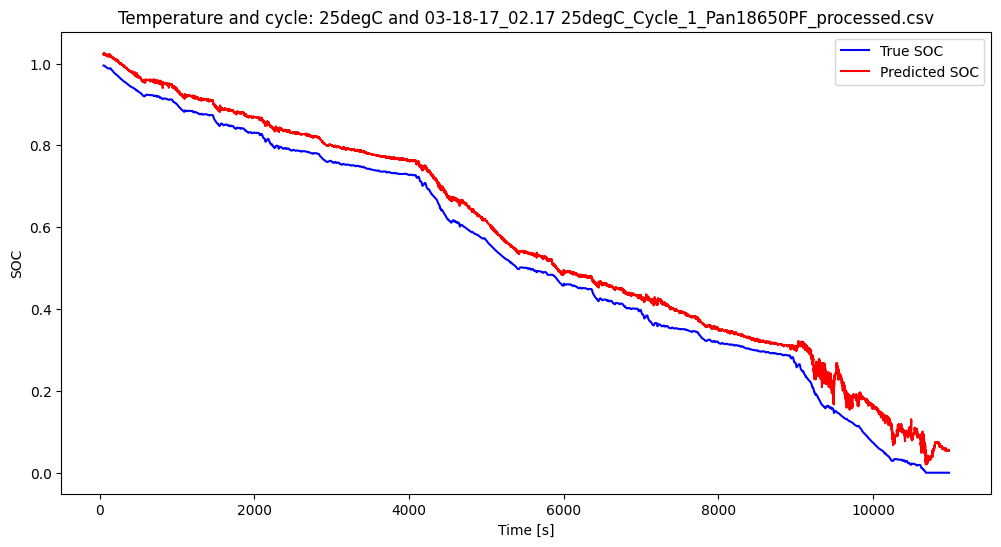 Temperature and cycle: 25degC and 03-18-17_02.17 25degC_Cycle_1_Pan18650PF_processed.csv
True SOC
Predicted SOC
1.0
0.8
0.6
0.4
0.2
0.0
SOC
0
2000
4000
6000
8000
10000
Time [s]